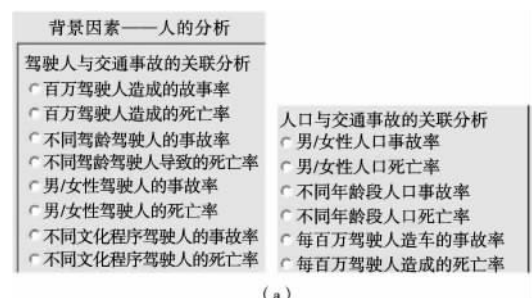 背景因素——人的分析
驾驶人与交通事故的关联分析
百万驾驶人造成的故事率
百万驾驶人造成的死亡率
不同驾龄驾驶人的事故率
不同驾龄驾驶人导致的死亡率
男/女性驾驶人的事故率
男/女性驾驶人的死亡率
不同文化程序驾驶人的事故率
不同文化程序驾驶人的死亡率
人口与交通事故的关联分析
男/女性人口事故率
男/女性人口死亡率
不同年龄段人口事故率
不同年龄段人口死亡率
每百万驾驶人造车的事故率
每百万驾驶人造成的死亡率
(a)